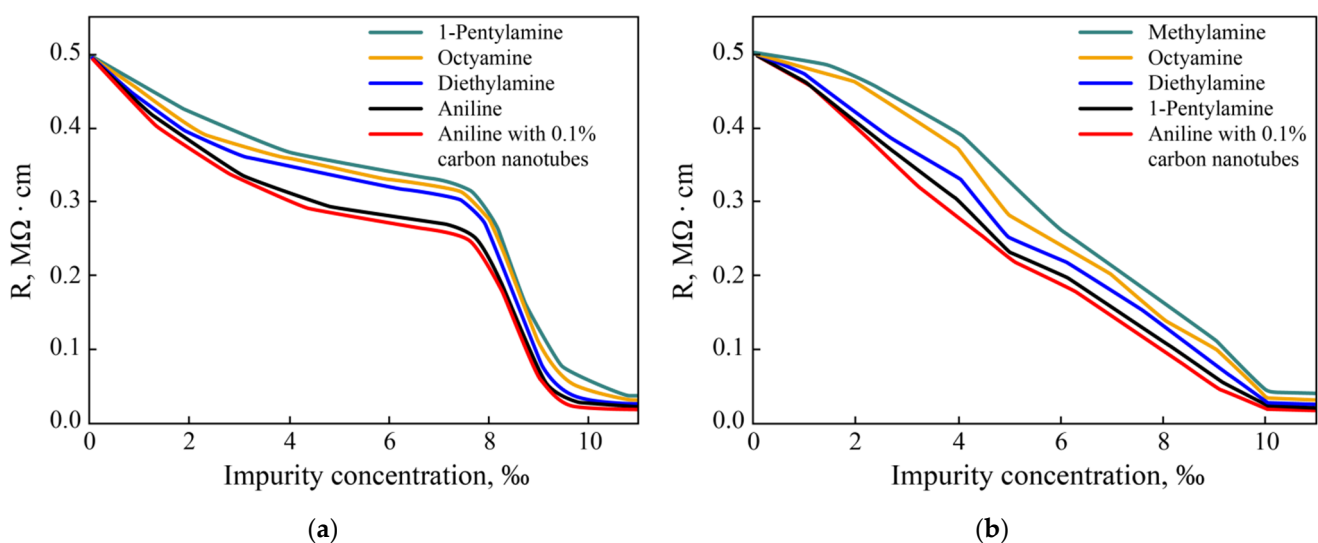 1-Pentylamine
Octyamine
Diethylamine
Aniline
Aniline with 0.1%
carbon nanotubes
0.5
0.4
0.3
0.2
0.1
0.0
R, MΩ · cm
0 2 4 6 8 10
Impurity concentration, ‰
(a)
Methylamine
Octyamine
Diethylamine
1-Pentylamine
Aniline with 0.1%
carbon nanotubes
0.5
0.4
0.3
0.2
0.1
0.0
R, MΩ · cm
0 2 4 6 8 10
Impurity concentration, ‰
(b)